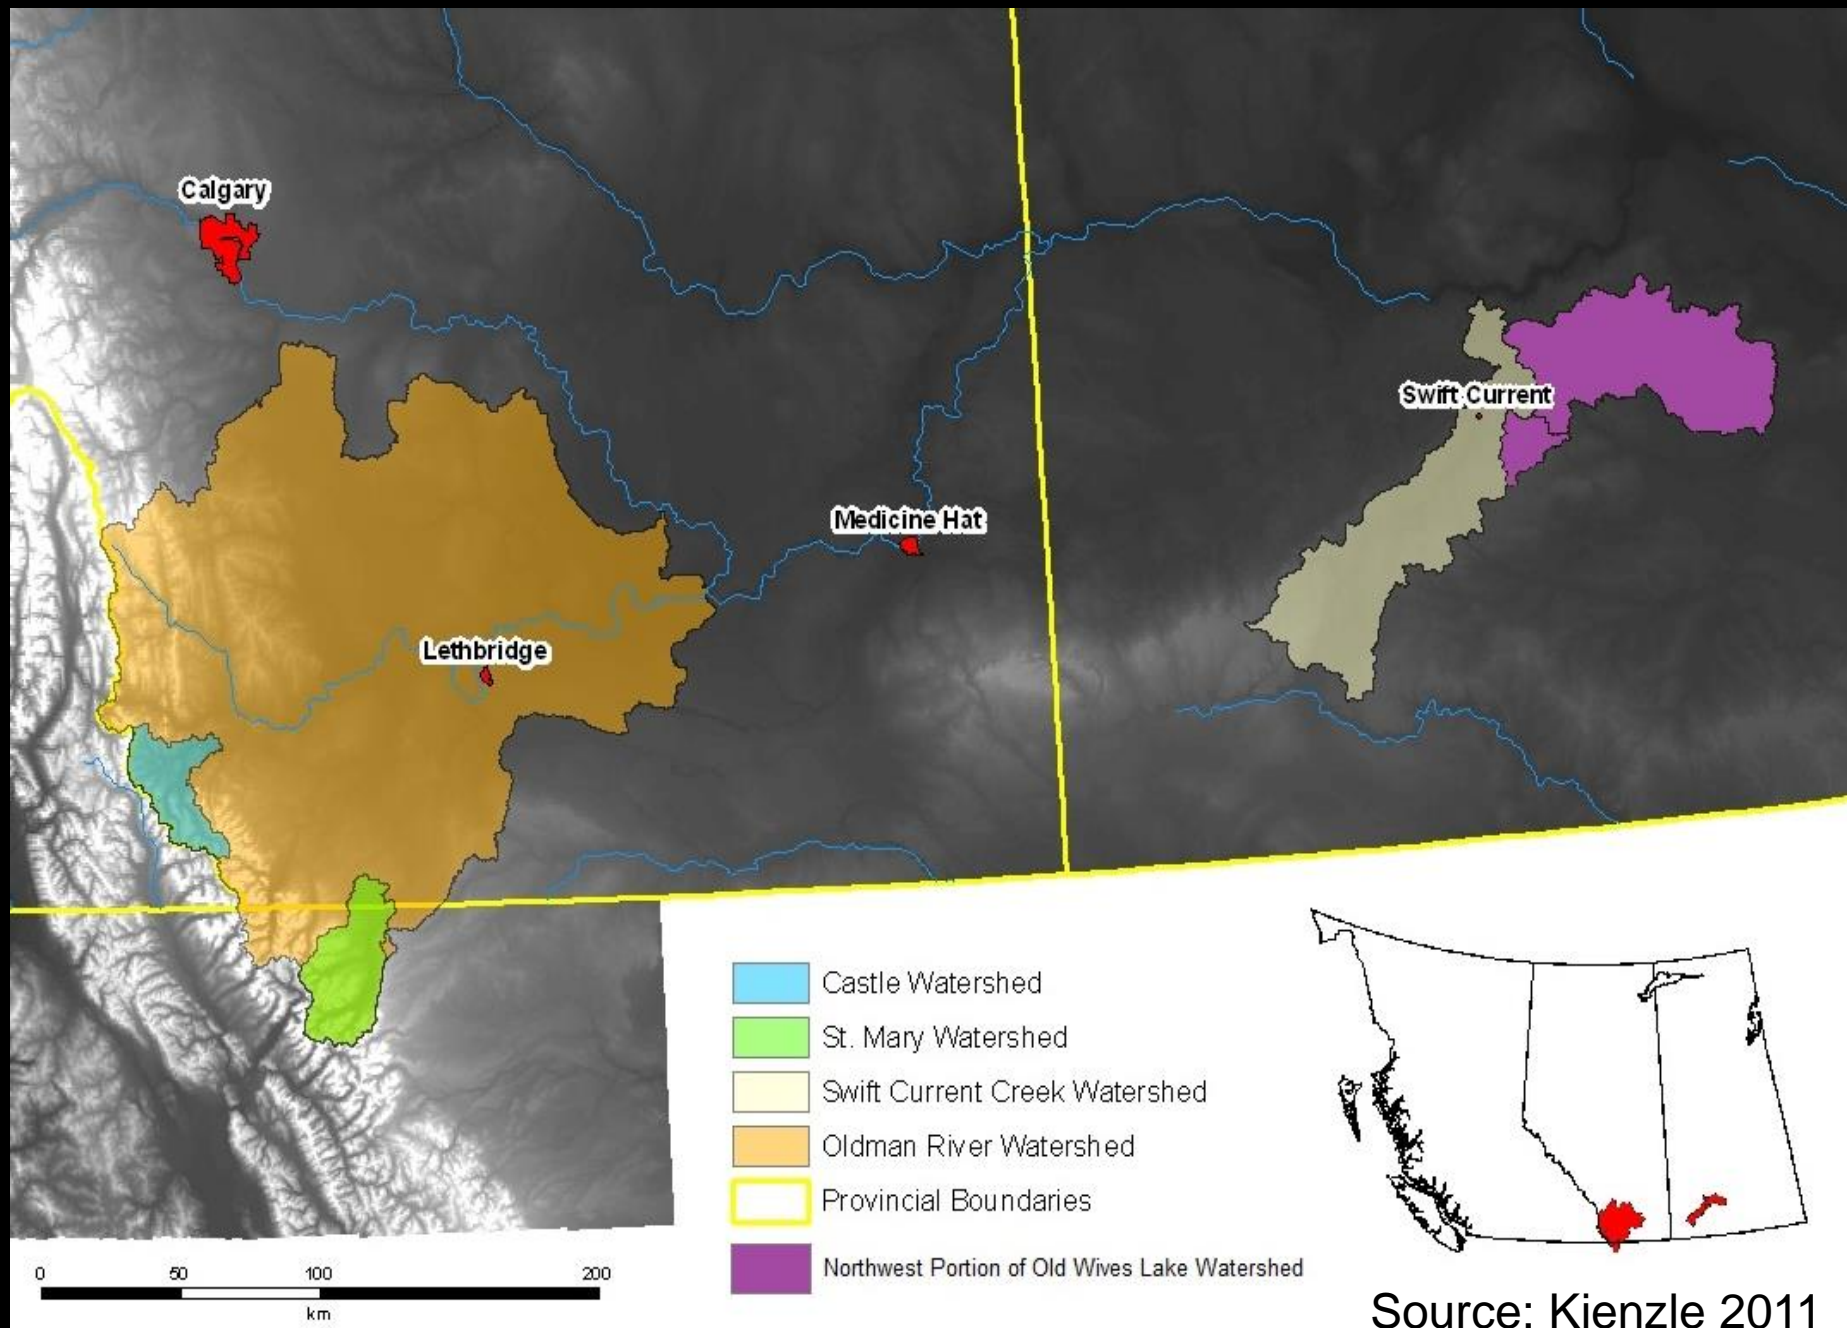 Calgary
Swift Current
Medicine Hat
Lethbridge
Castle Watershed
St. Mary Watershed
Swift Current Creek Watershed
Oldman River Watershed
Provincial Boundaries
Northwest Portion of Old Wives Lake Watershed
0 50 100 200
km
Source: Kienzle 2011